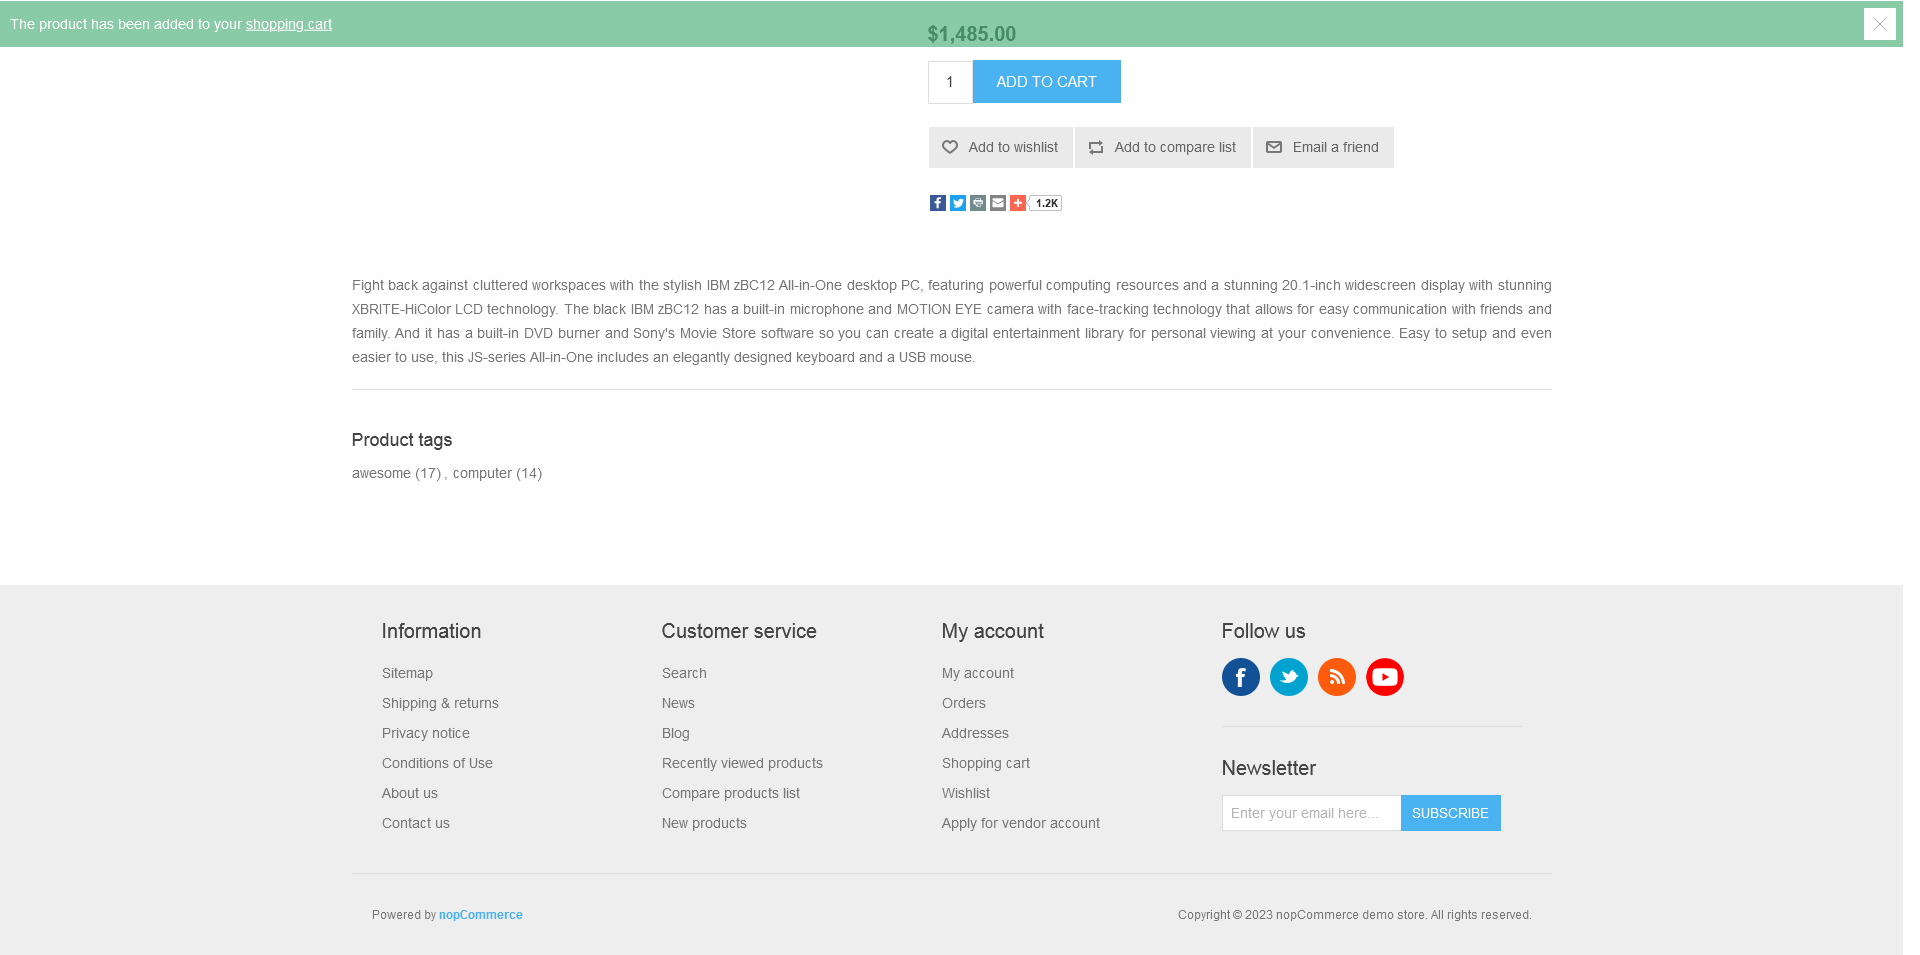 The product has been added to your shopping cart
$1,485.00
1 ADD TO CART
Add to wishlist Add to compare list Email a friend
1.2K
Fight back against cluttered workspaces with the stylish IBM zBC12 All-in-One desktop PC, featuring powerful computing resources and a stunning 20.1-inch widescreen display with stunning
XBRITE-HiColor LCD technology. The black IBM zBC12 has a built-in microphone and MOTION EYE camera with face-tracking technology that allows for easy communication with friends and
family. And it has a built-in DVD burner and Sony's Movie Store software so you can create a digital entertainment library for personal viewing at your convenience. Easy to setup and even
easier to use, this JS-series All-in-One includes an elegantly designed keyboard and a USB mouse.
Product tags
awesome (17) , computer (14)
Information
Sitemap
Shipping & returns
Privacy notice
Conditions of Use
About us
Contact us
Customer service
Search
News
Blog
Recently viewed products
Compare products list
New products
My account
My account
Orders
Addresses
Shopping cart
Wishlist
Apply for vendor account
Follow us
Newsletter
Enter your email here... SUBSCRIBE
Powered by nopCommerce
Copyright © 2023 nopCommerce demo store. All rights reserved.